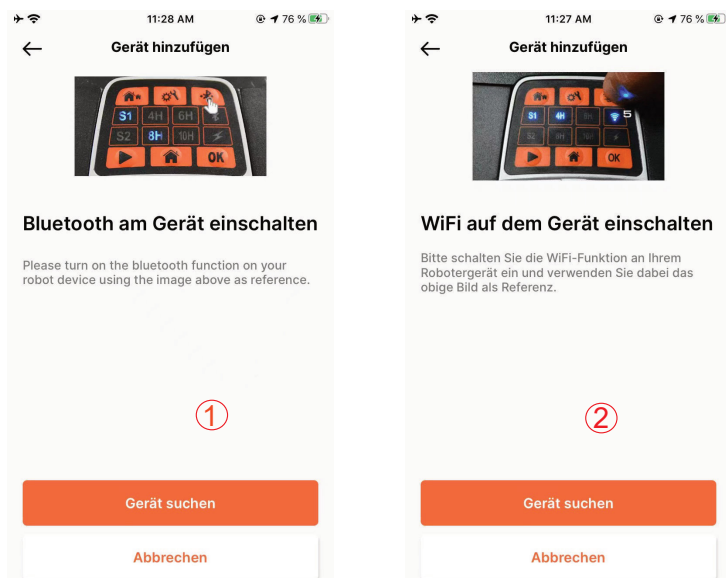 11:28 AM
76 %
Gerät hinzufügen
S1 4H 6H
S2 8H 10H
OK
Bluetooth am Gerät einschalten
Please turn on the bluetooth function on your
robot device using the image above as reference.
1
Gerät suchen
Abbrechen
11:27 AM
76 %
Gerät hinzufügen
S1 4H 5
S2 8H 10H
OK
WiFi auf dem Gerät einschalten
Bitte schalten Sie die WiFi-Funktion an Ihrem
Robotergerät ein und verwenden Sie dabei das
obige Bild als Referenz.
2
Gerät suchen
Abbrechen